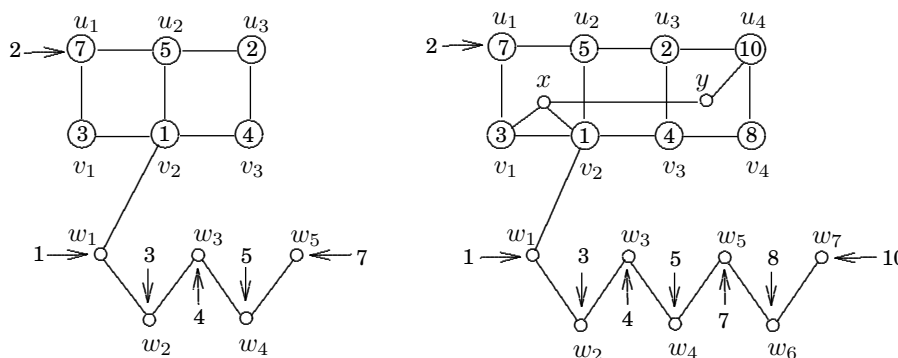 u1 u2 u3
2 7 5 2
3 1 4
v1 v2 v3
w1 w3 w5
1 3 5 7
4
w2 w4
u1 u2 u3 u4
2 7 5 2 10
x y
3 1 4 8
v1 v2 v3 v4
w1 w3 w5 w7
1 3 5 8 10
4 7
w2 w4 w6